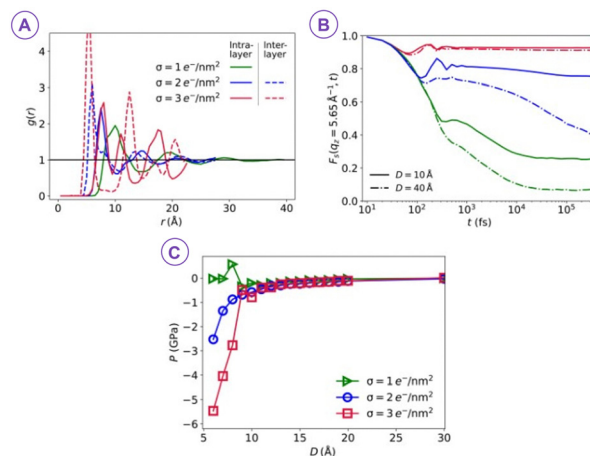 A
4
3
2
1
0
g(r)
0 10 20 30 40
r (Å)
Intra- Inter-
layer layer
σ = 1 e⁻/nm²
σ = 2 e⁻/nm²
σ = 3 e⁻/nm²
B
1.0
0.8
0.6
0.4
0.2
0.0
Fₛ(q_z = 5.65 Å⁻¹, t)
D = 10 Å
D = 40 Å
10¹ 10² 10³ 10⁴ 10⁵
t (fs)
C
0
−1
−2
−3
−4
−5
−6
P (GPa)
σ = 1 e⁻/nm²
σ = 2 e⁻/nm²
σ = 3 e⁻/nm²
5 10 15 20 25 30
D (Å)